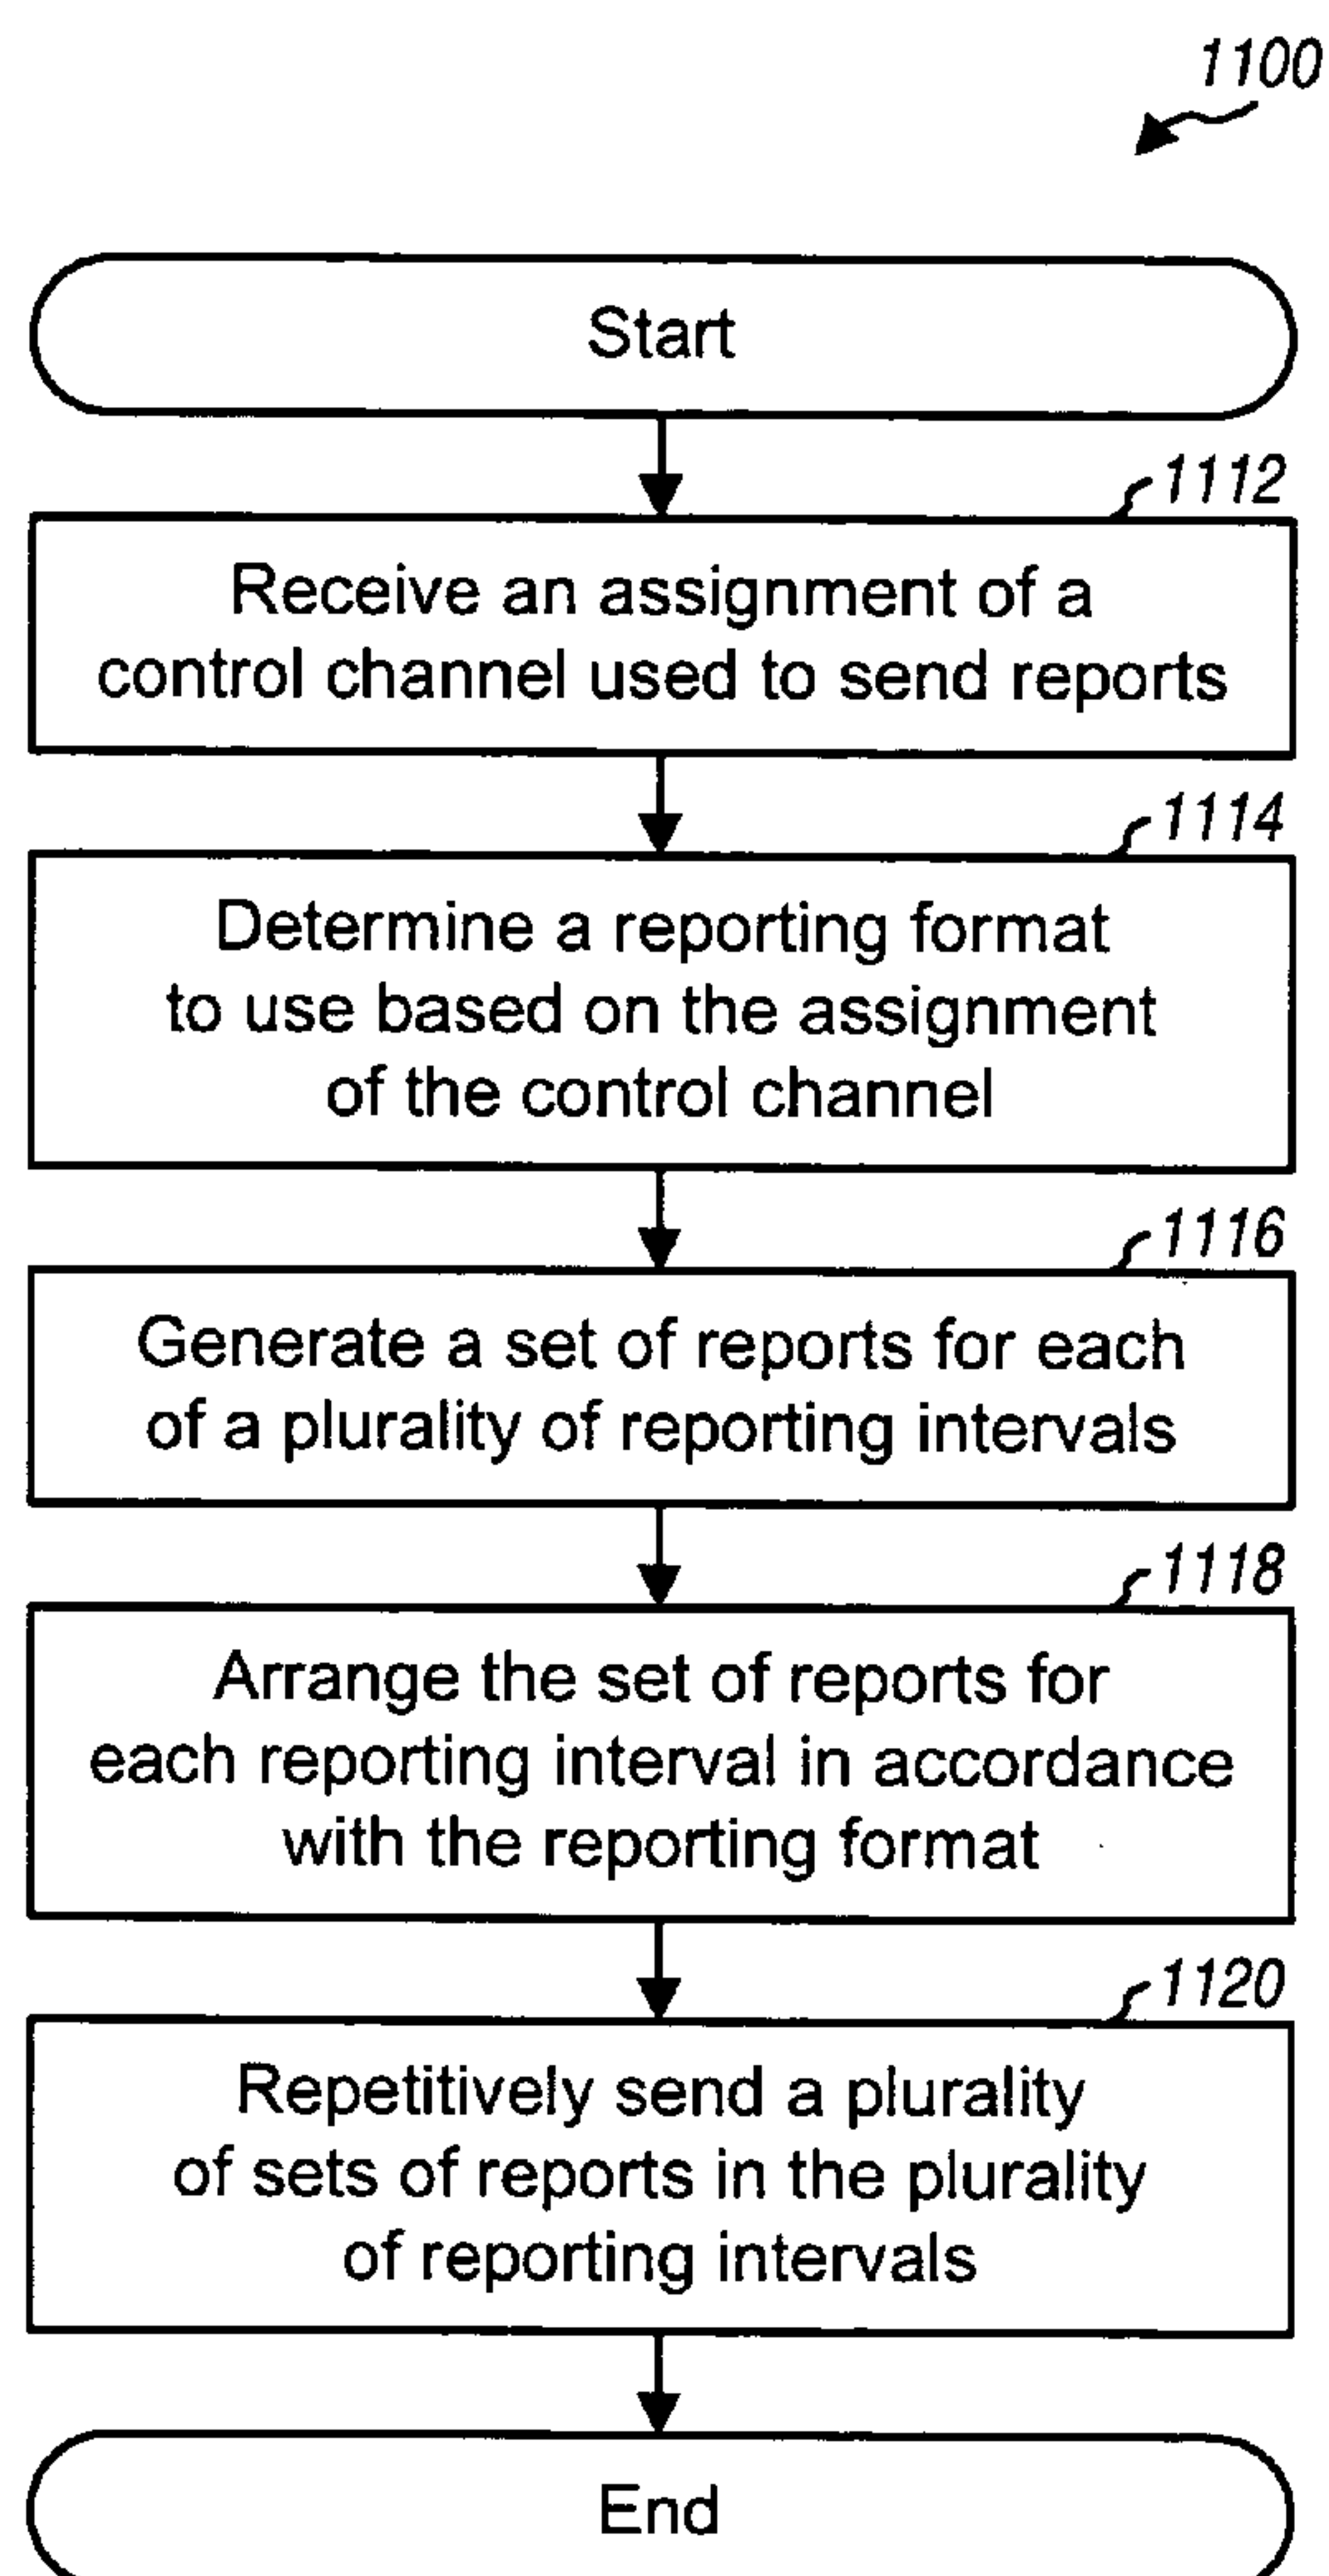 1100
Start
1112
Receive an assignment of a
control channel used to send reports
1114
Determine a reporting format
to use based on the assignment
of the control channel
1116
Generate a set of reports for each
of a plurality of reporting intervals
1118
Arrange the set of reports for
each reporting interval in accordance
with the reporting format
1120
Repetitively send a plurality
of sets of reports in the plurality
of reporting intervals
End